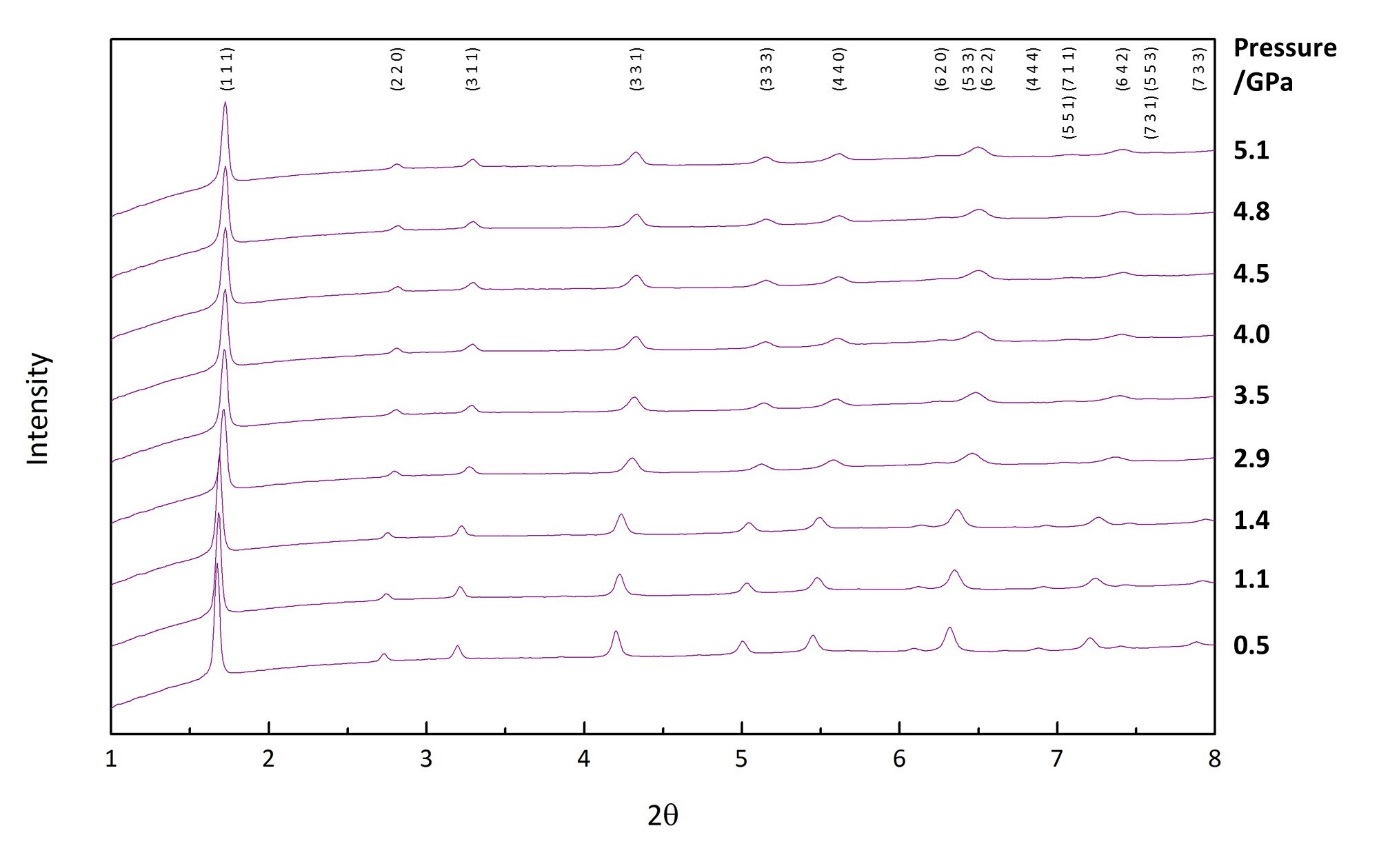 (1 1 1)
(2 2 0)
(3 1 1)
(3 3 1)
(3 3 3)
(4 4 0)
(6 2 0)
(5 3 3)
(6 2 2)
(4 4 4)
(5 5 1) (7 1 1)
(6 4 2)
(7 3 1) (5 5 3)
(7 3 3)
Pressure
/GPa
5.1
4.8
4.5
4.0
3.5
2.9
1.4
1.1
0.5
Intensity
1 2 3 4 5 6 7 8
2θ